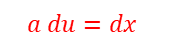 a du = dx